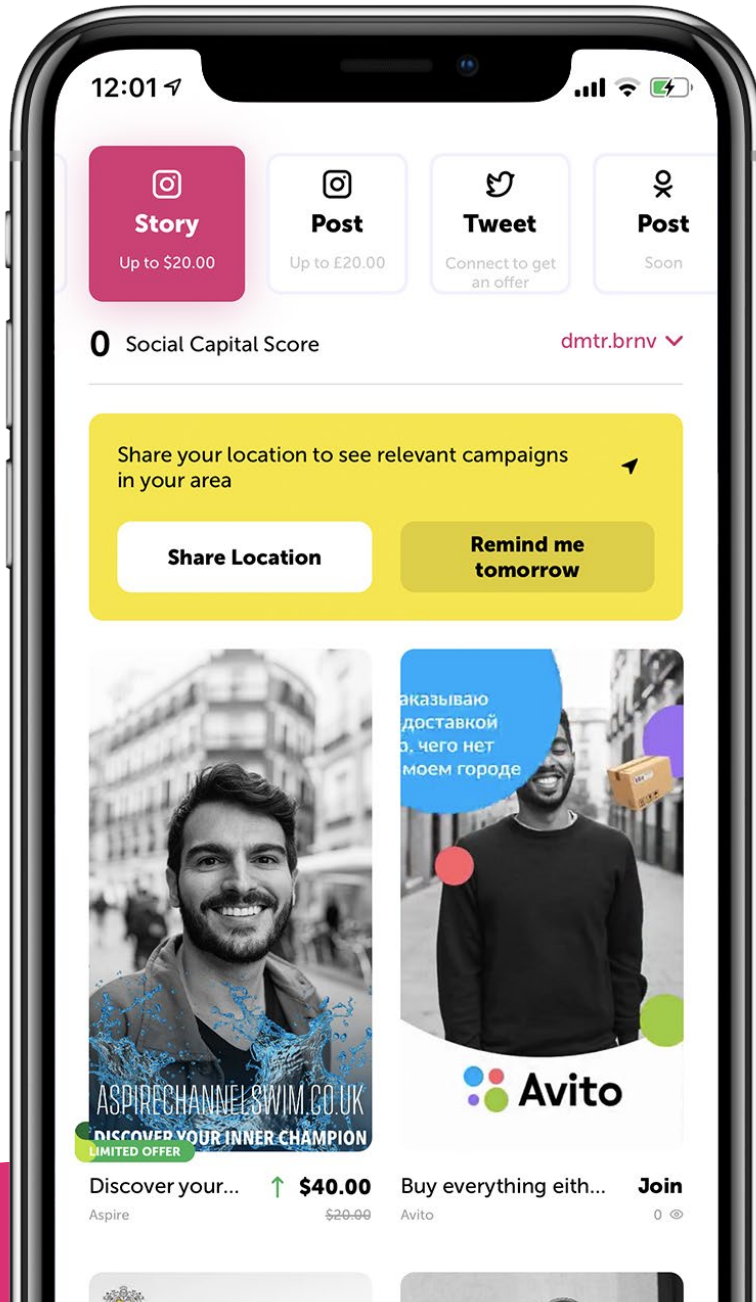 12:01
Story
Up to $20.00
Post
Up to £20.00
Tweet
Connect to get
an offer
Post
Soon
0 Social Capital Score
dmtr.brnv
Share your location to see relevant campaigns
in your area
Share Location
Remind me
tomorrow
аказываю
доставкой
о, чего нет
моем городе
ASPIRECHANNELSWIM.CO.UK
DISCOVER YOUR INNER CHAMPION
LIMITED OFFER
Avito
Discover your... ↑ $40.00
Aspire $20.00
Buy everything eith... Join
Avito 0